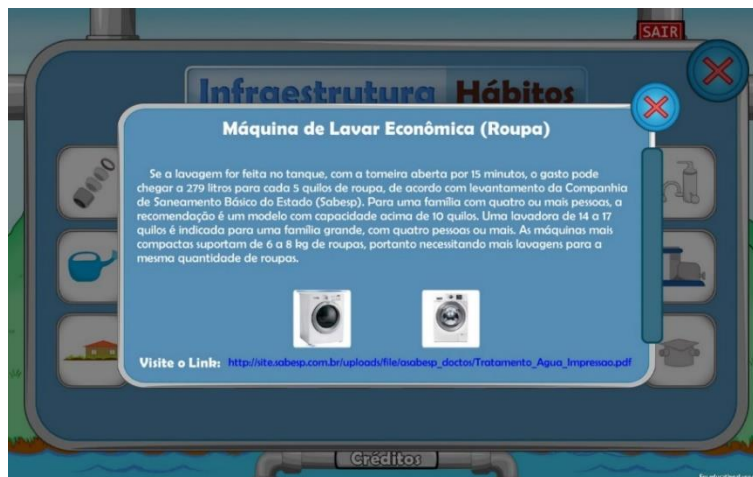 SAIR
Infraestrutura Hábitos
Máquina de Lavar Econômica (Roupa)
Se a lavagem for feita no tanque, com a torneira aberta por 15 minutos, o gasto pode
chegar a 279 litros para cada 5 quilos de roupa, de acordo com levantamento da Companhia
de Saneamento Básico do Estado (Sabesp). Para uma família com quatro ou mais pessoas, a
recomendação é um modelo com capacidade acima de 10 quilos. Uma lavadora de 14 a 17
quilos é indicada para uma família grande, com quatro pessoas ou mais. As máquinas mais
compactas suportam de 6 a 8 kg de roupas, portanto necessitando mais lavagens para a
mesma quantidade de roupas.
Visite o Link: http://site.sabesp.com.br/uploads/file/asabesp_doctos/Tratamento_Agua_Impressao.pdf
Créditos